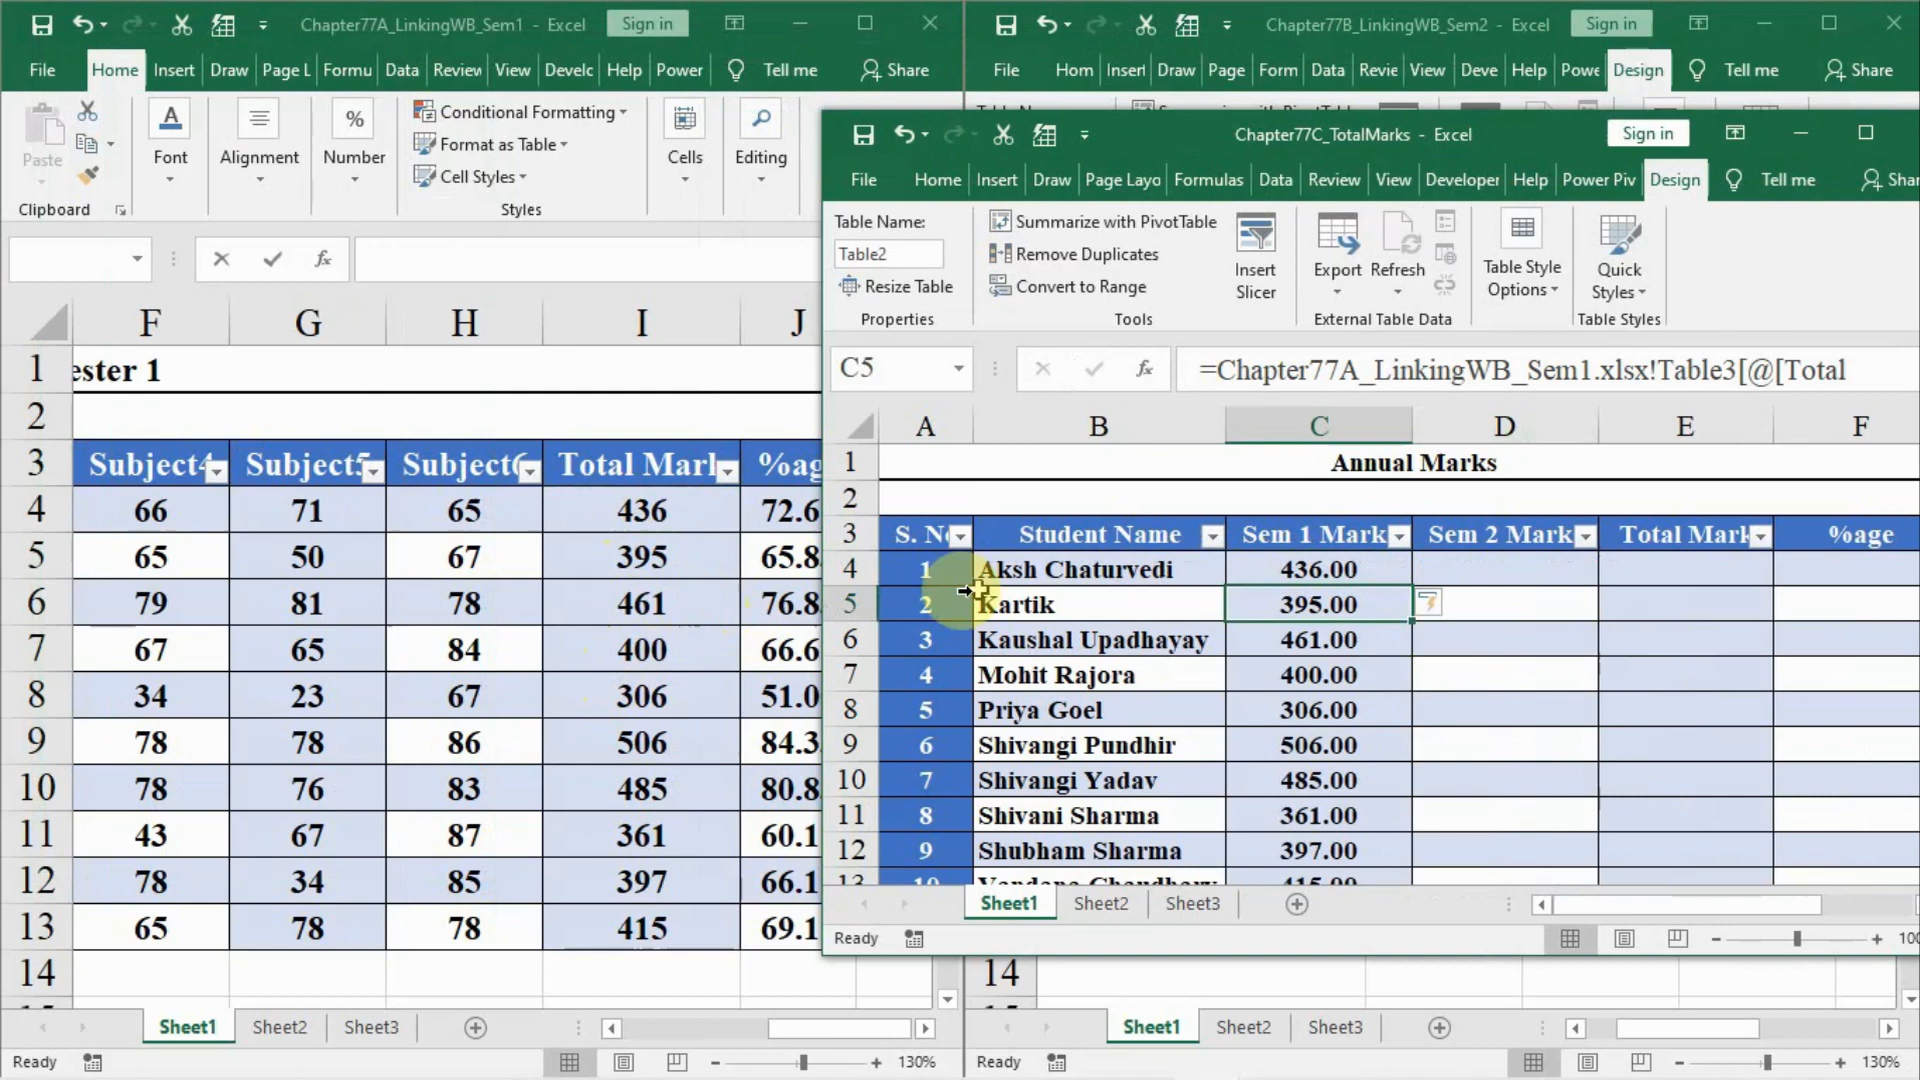 Chapter77A_LinkingWB_Sem1 - Excel
Sign in
File Home Insert Draw Page L Formu Data Review View Develc Help Power Tell me Share
Paste
Clipboard
Font
Alignment
Number
Conditional Formatting
Format as Table
Cell Styles
Styles
Cells
Editing
F G H I J
1 ester 1
2
3 Subject4 Subject5 Subject6 Total Marl %ag
4 66 71 65 436 72.6
5 65 50 67 395 65.8
6 79 81 78 461 76.8
7 67 65 84 400 66.6
8 34 23 67 306 51.0
9 78 78 86 506 84.3
10 78 76 83 485 80.8
11 43 67 87 361 60.1
12 78 34 85 397 66.1
13 65 78 78 415 69.1
14
Sheet1 Sheet2 Sheet3
Ready
130%
Chapter77B_LinkingWB_Sem2 - Excel
Sign in
File Hom Insert Draw Page Form Data Revie View Deve Help Powe Design Tell me Share
Chapter77C_TotalMarks - Excel
Sign in
File Home Insert Draw Page Layo Formulas Data Review View Developer Help Power Piv Design Tell me Shar
Table Name:
Table2
Resize Table
Properties
Summarize with PivotTable
Remove Duplicates
Convert to Range
Tools
Insert
Slicer
Export
Refresh
External Table Data
Table Style
Options
Quick
Styles
Table Styles
C5
fx
=Chapter77A_LinkingWB_Sem1.xlsx!Table3[@[Total
A B C D E F
1 Annual Marks
2
3 S. No Student Name Sem 1 Mark Sem 2 Mark Total Mark %age
4 1 Aksh Chaturvedi 436.00
5 2 Kartik 395.00
6 3 Kaushal Upadhayay 461.00
7 4 Mohit Rajora 400.00
8 5 Priya Goel 306.00
9 6 Shivangi Pundhir 506.00
10 7 Shivangi Yadav 485.00
11 8 Shivani Sharma 361.00
12 9 Shubham Sharma 397.00
13 10 Vandana Chaudhary 415.00
Sheet1 Sheet2 Sheet3
Ready
100
14
Sheet1 Sheet2 Sheet3
Ready
130%